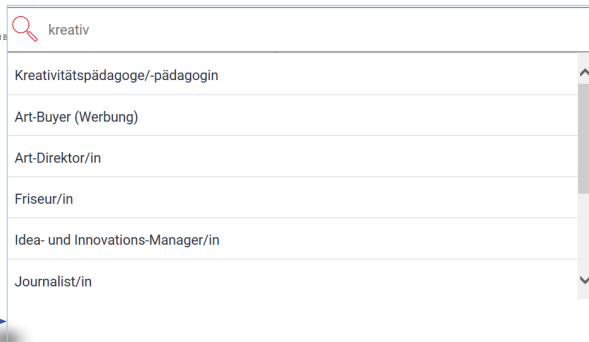 kreativ
Kreativitätspädagoge/-pädagogin
Art-Buyer (Werbung)
Art-Direktor/in
Friseur/in
Idea- und Innovations-Manager/in
Journalist/in